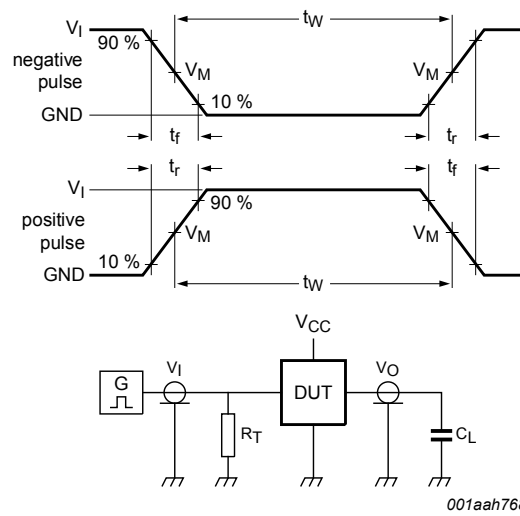 VI
tW
90 %
negative
pulse
VM
VM
10 %
GND
tf
tr
tr
tf
VI
90 %
positive
pulse
VM
VM
10 %
GND
tW
VCC
VI
VO
G
DUT
RT
CL
001aah768